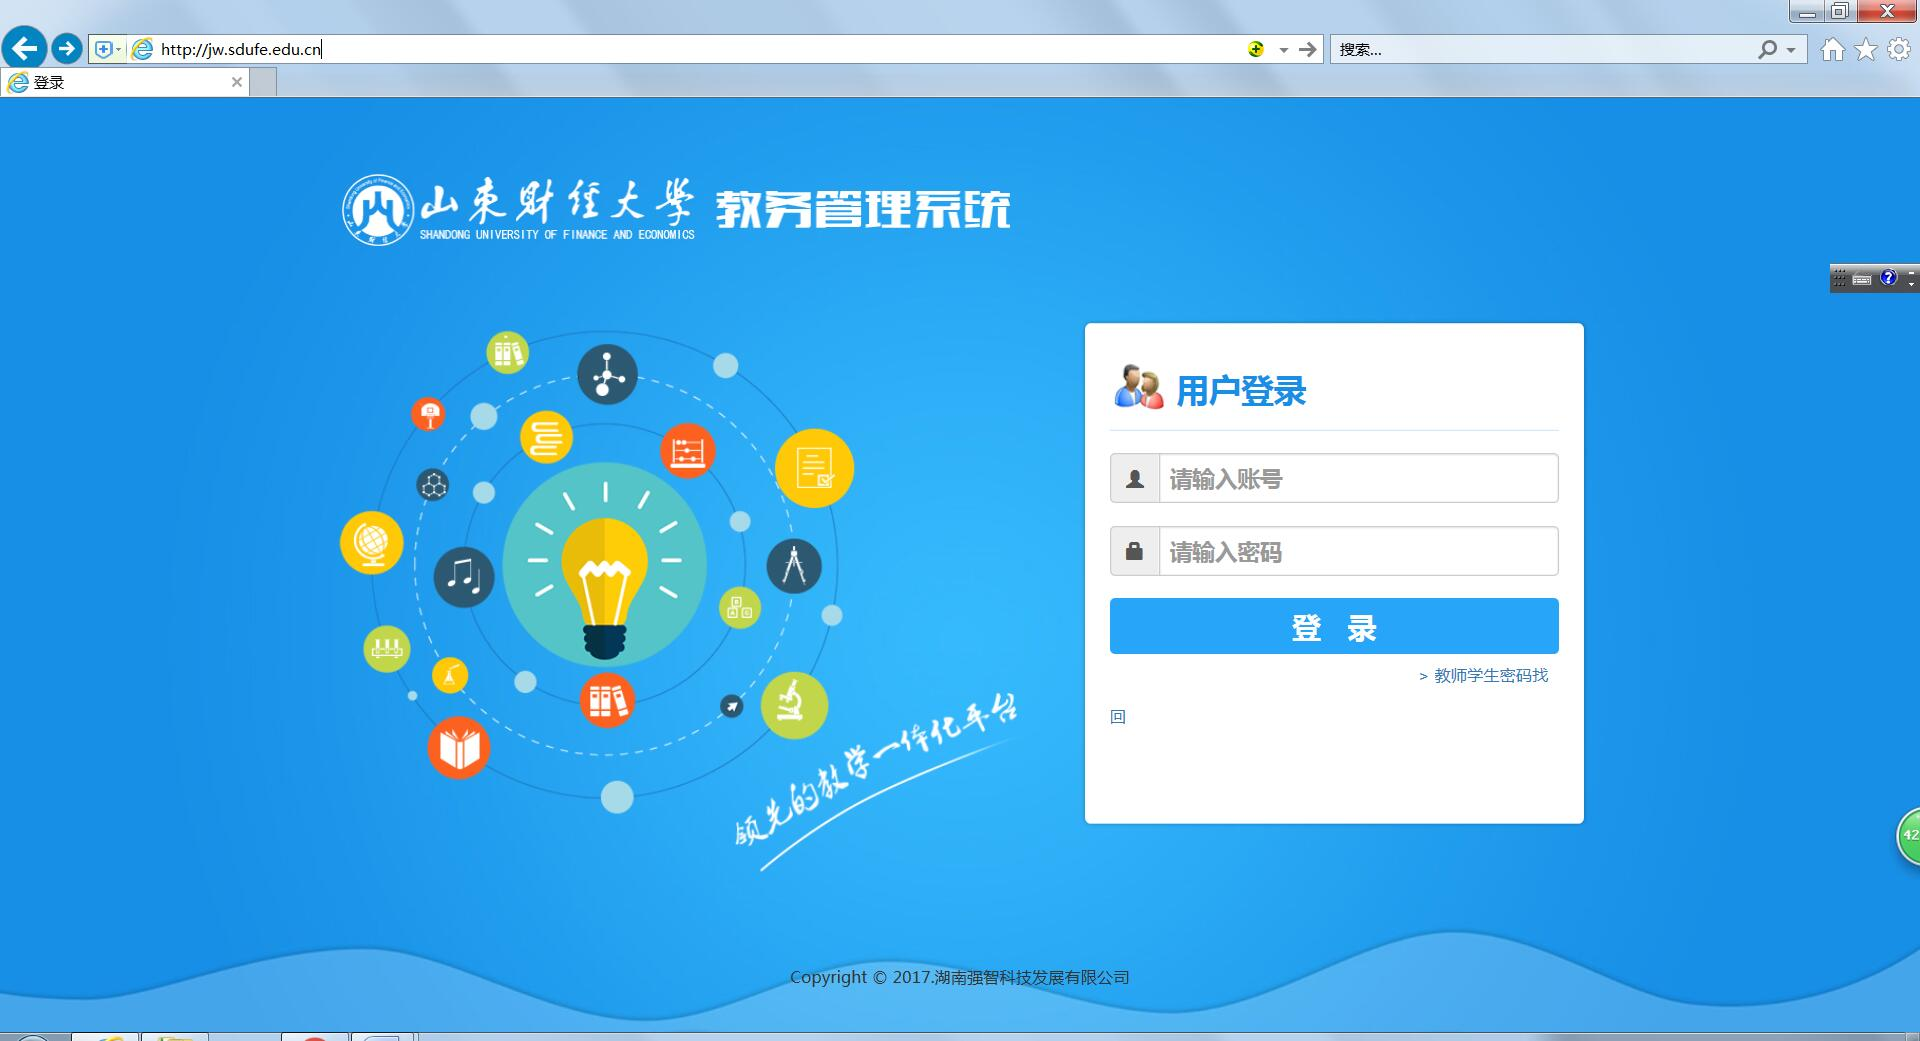 http://jw.sdufe.edu.cn
搜索...
登录
山东财经大学 教务管理系统
SHANDONG UNIVERSITY OF FINANCE AND ECONOMICS
用户登录
请输入账号
请输入密码
登 录
> 教师学生密码找
回
领先的教学一体化平台
42
Copyright © 2017.湖南强智科技发展有限公司